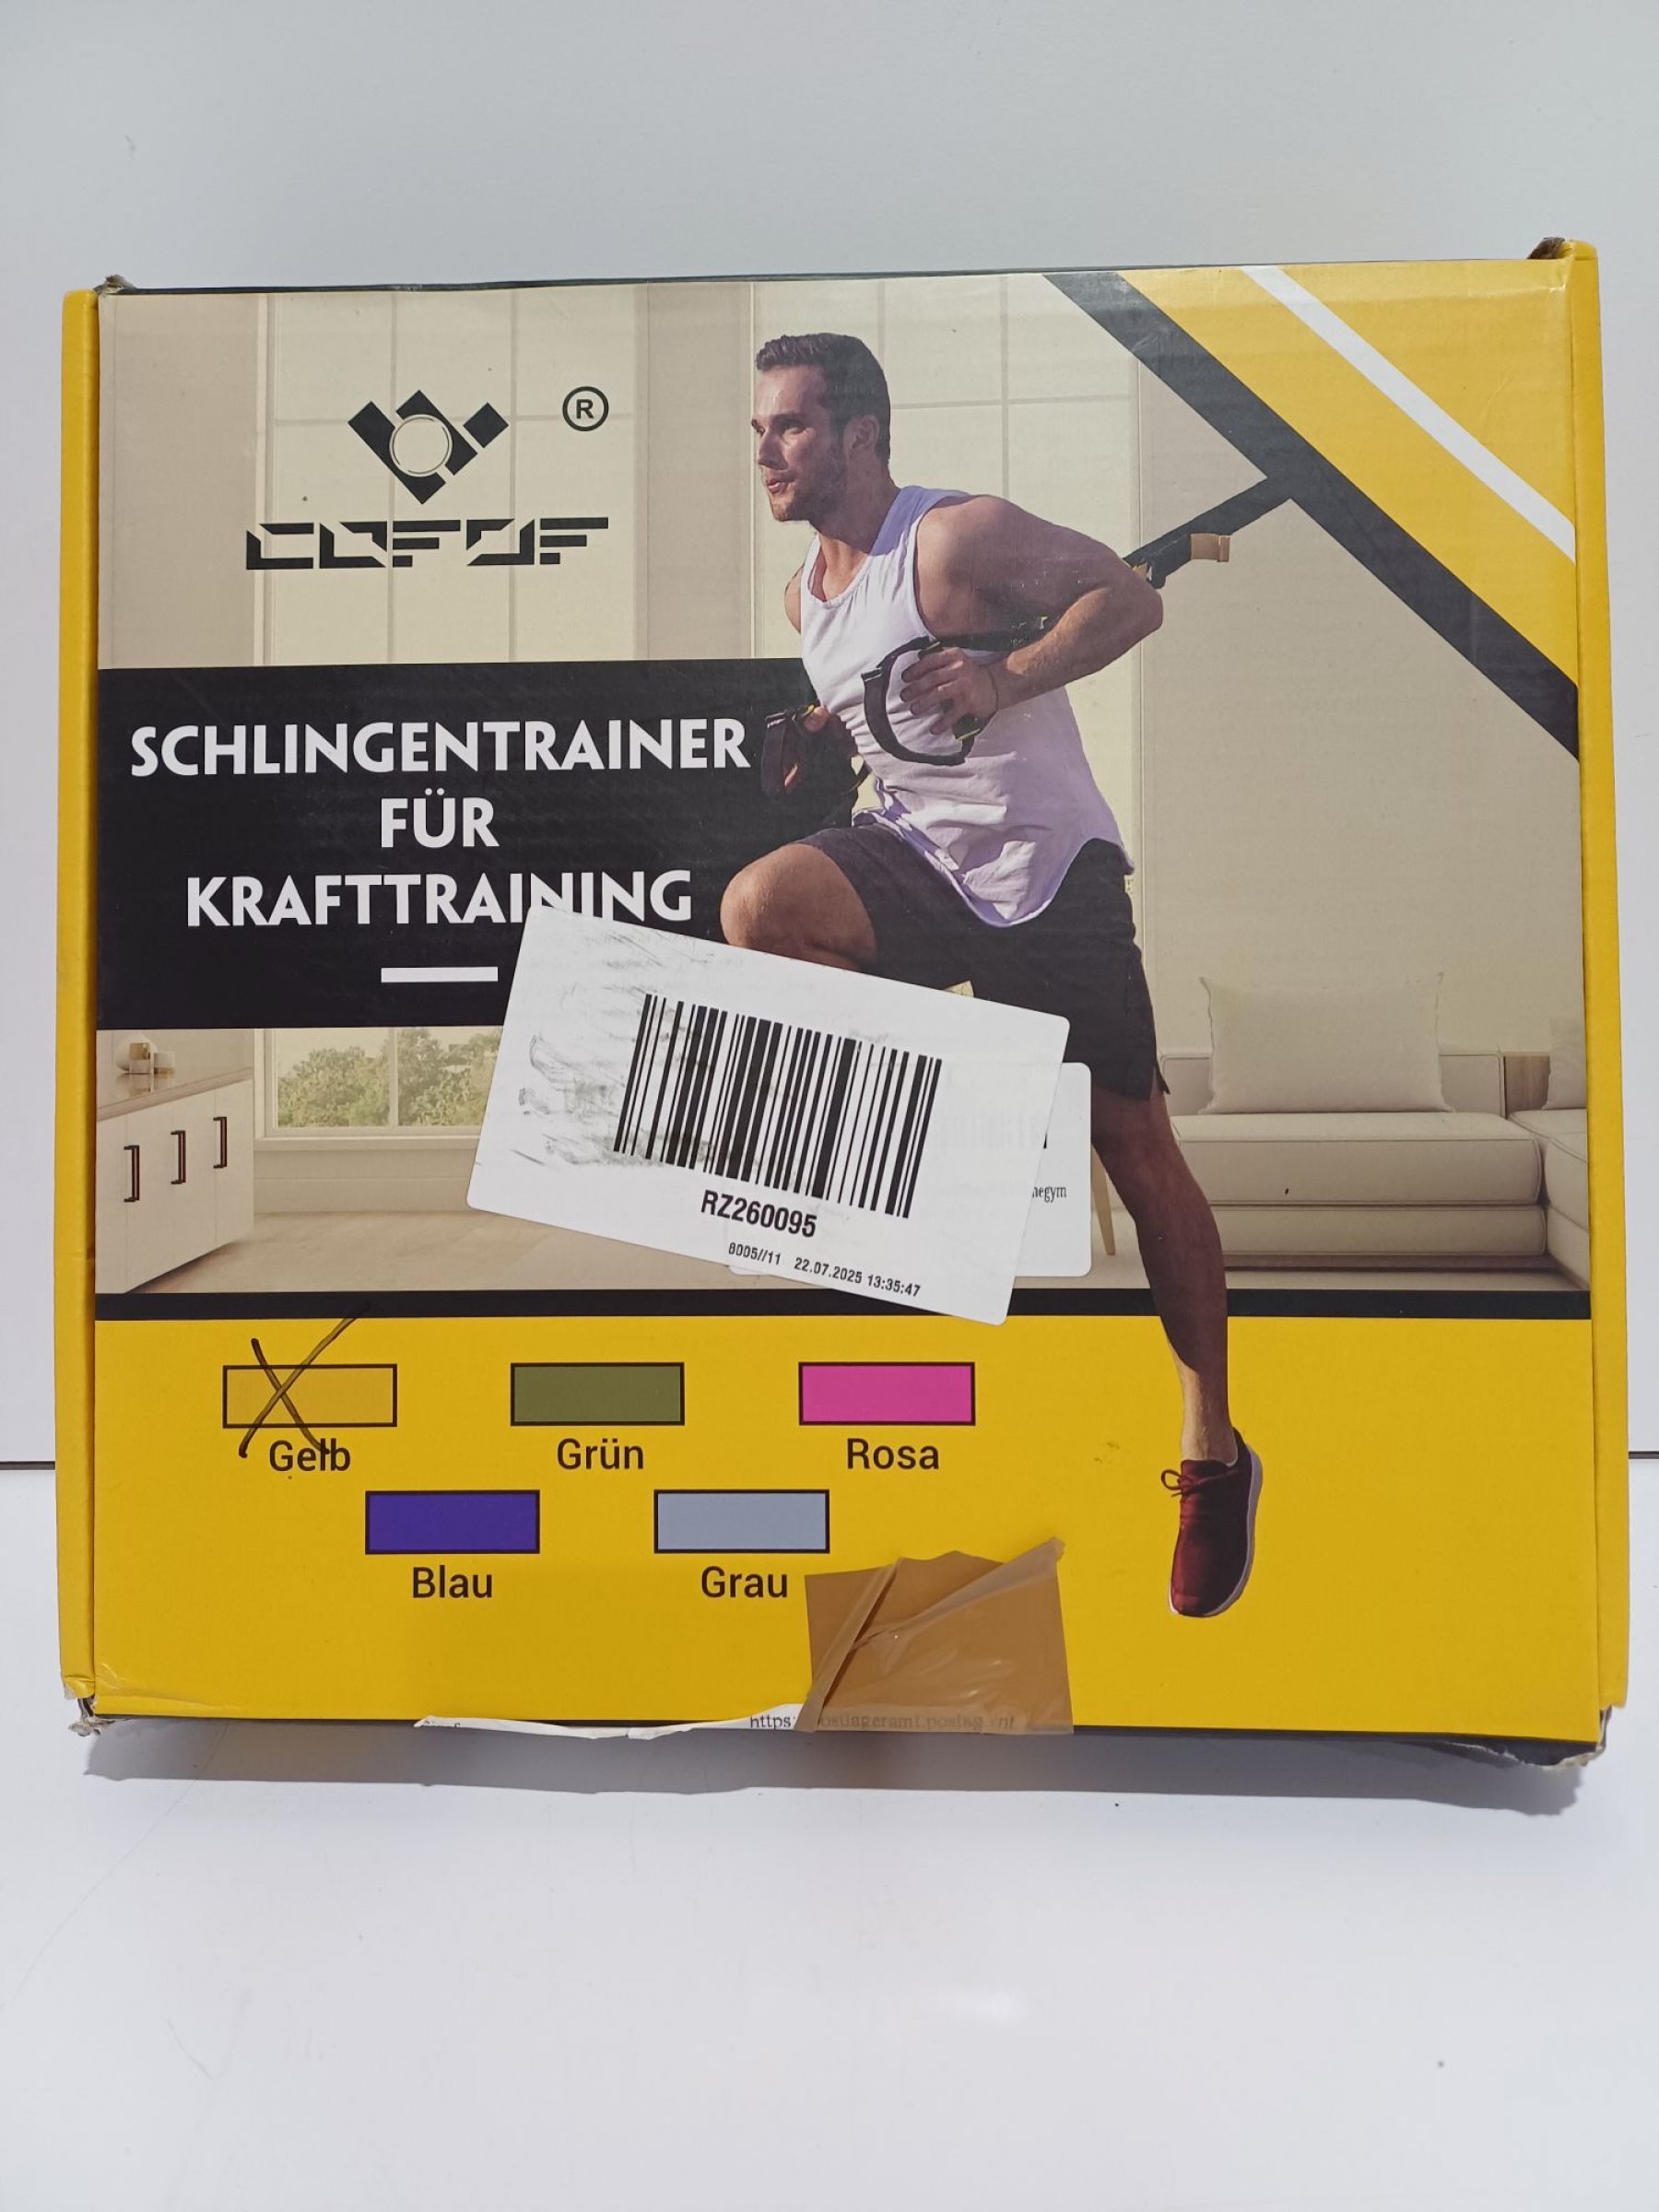 ®
COFOF
SCHLINGENTRAINER
FÜR
KRAFTTRAINING
RZ260095
8005//11 22.07.2025 13:35:47
Gelb
Grün
Rosa
Blau
Grau